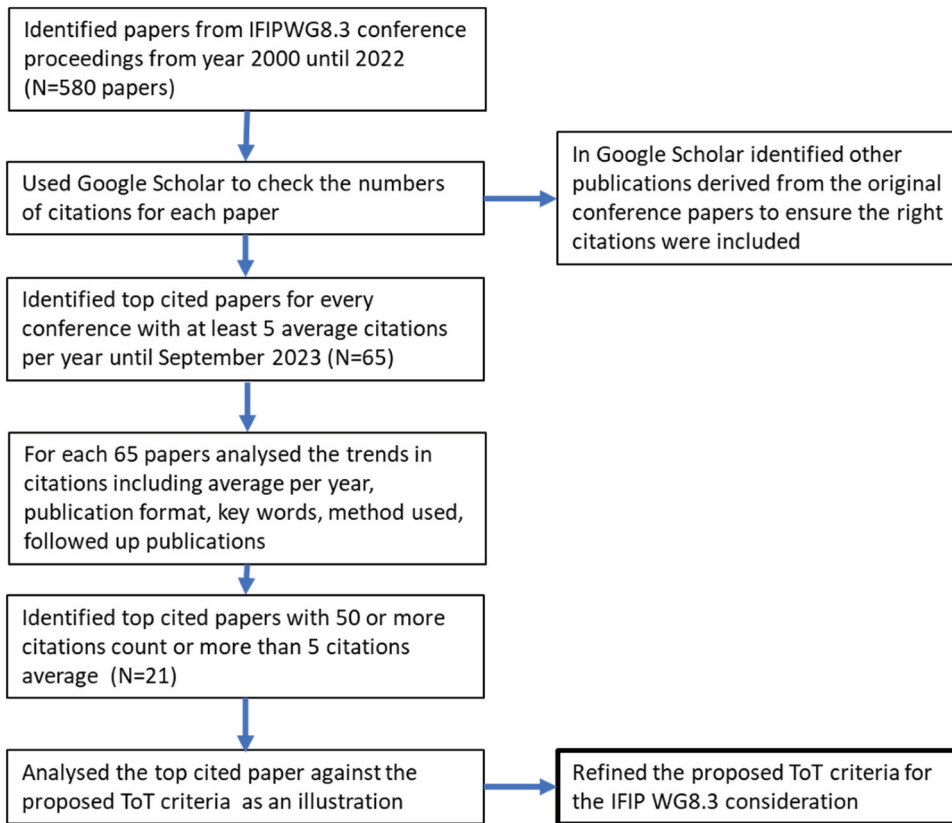 Identified papers from IFIPWG8.3 conference
proceedings from year 2000 until 2022
(N=580 papers)
Used Google Scholar to check the numbers
of citations for each paper
In Google Scholar identified other
publications derived from the original
conference papers to ensure the right
citations were included
Identified top cited papers for every
conference with at least 5 average citations
per year until September 2023 (N=65)
For each 65 papers analysed the trends in
citations including average per year,
publication format, key words, method used,
followed up publications
Identified top cited papers with 50 or more
citations count or more than 5 citations
average (N=21)
Analysed the top cited paper against the
proposed ToT criteria as an illustration
Refined the proposed ToT criteria for
the IFIP WG8.3 consideration